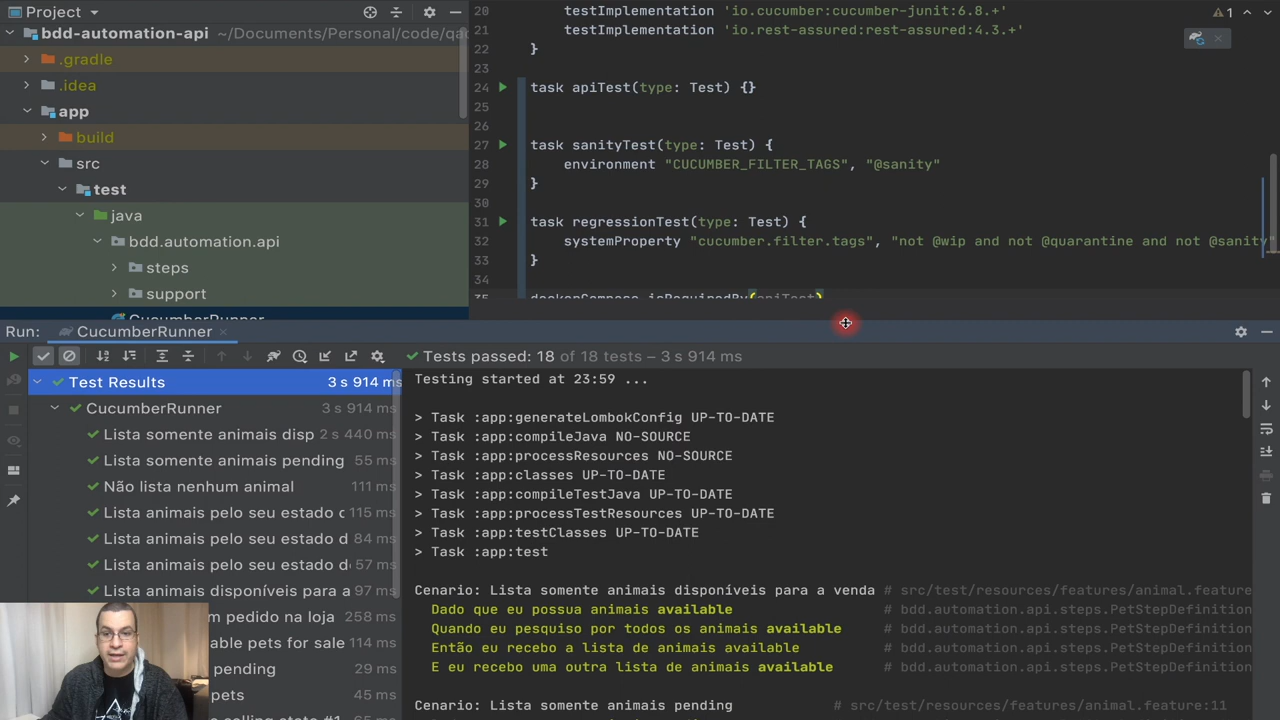 Project
bdd-automation-api ~/Documents/Personal/code/qa
.gradle
.idea
app
build
src
test
java
bdd.automation.api
steps
support
CucumberRunner
20 testImplementation 'io.cucumber:cucumber-junit:6.8.+'
21 testImplementation 'io.rest-assured:rest-assured:4.3.+'
22 }
23
24 task apiTest(type: Test) {}
25
26
27 task sanityTest(type: Test) {
28 environment "CUCUMBER_FILTER_TAGS", "@sanity"
29 }
30
31 task regressionTest(type: Test) {
32 systemProperty "cucumber.filter.tags", "not @wip and not @quarantine and not @sanity"
33 }
34
35 dockerCompose.isRequiredBy(apiTest)
1
Run: CucumberRunner
Tests passed: 18 of 18 tests – 3 s 914 ms
Test Results 3 s 914 ms
CucumberRunner 3 s 914 ms
Lista somente animais disp 2 s 440 ms
Lista somente animais pending 55 ms
Não lista nenhum animal 111 ms
Lista animais pelo seu estado 115 ms
Lista animais pelo seu estado d 84 ms
Lista animais pelo seu estado d 57 ms
Lista animais disponíveis para a 97 ms
m pedido na loja 258 ms
able pets for sale 114 ms
pending 29 ms
pets 45 ms
Testing started at 23:59 ...
> Task :app:generateLombokConfig UP-TO-DATE
> Task :app:compileJava NO-SOURCE
> Task :app:processResources NO-SOURCE
> Task :app:classes UP-TO-DATE
> Task :app:compileTestJava UP-TO-DATE
> Task :app:processTestResources UP-TO-DATE
> Task :app:testClasses UP-TO-DATE
> Task :app:test
Cenario: Lista somente animais disponíveis para a venda # src/test/resources/features/animal.feature
Dado que eu possua animais available # bdd.automation.api.steps.PetStepDefinition
Quando eu pesquiso por todos os animais available # bdd.automation.api.steps.PetStepDefinition
Então eu recebo a lista de animais available # bdd.automation.api.steps.PetStepDefinition
E eu recebo uma outra lista de animais available # bdd.automation.api.steps.PetStepDefinition
Cenario: Lista somente animais pending # src/test/resources/features/animal.feature:11